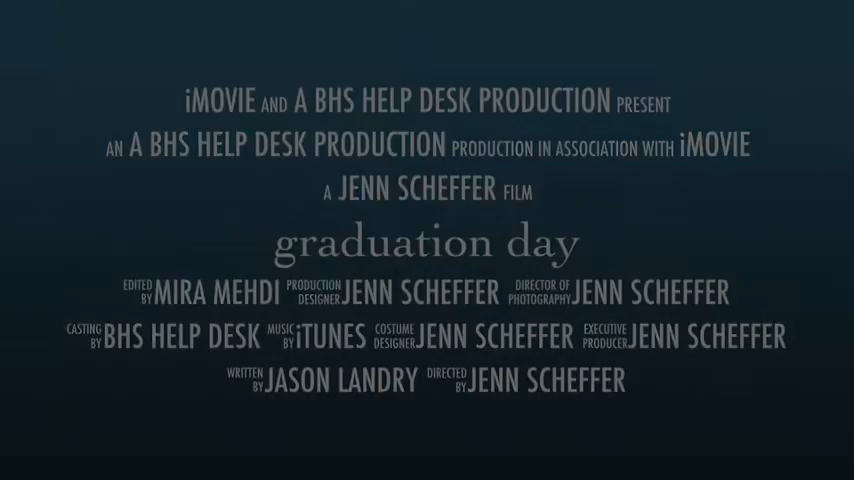 iMOVIE AND A BHS HELP DESK PRODUCTION PRESENT
AN A BHS HELP DESK PRODUCTION PRODUCTION IN ASSOCIATION WITH iMOVIE
A JENN SCHEFFER FILM
graduation day
EDITED BY MIRA MEHDI PRODUCTION DESIGNER JENN SCHEFFER DIRECTOR OF PHOTOGRAPHY JENN SCHEFFER
CASTING BY BHS HELP DESK MUSIC BY iTUNES COSTUME DESIGNER JENN SCHEFFER EXECUTIVE PRODUCER JENN SCHEFFER
WRITTEN BY JASON LANDRY DIRECTED BY JENN SCHEFFER